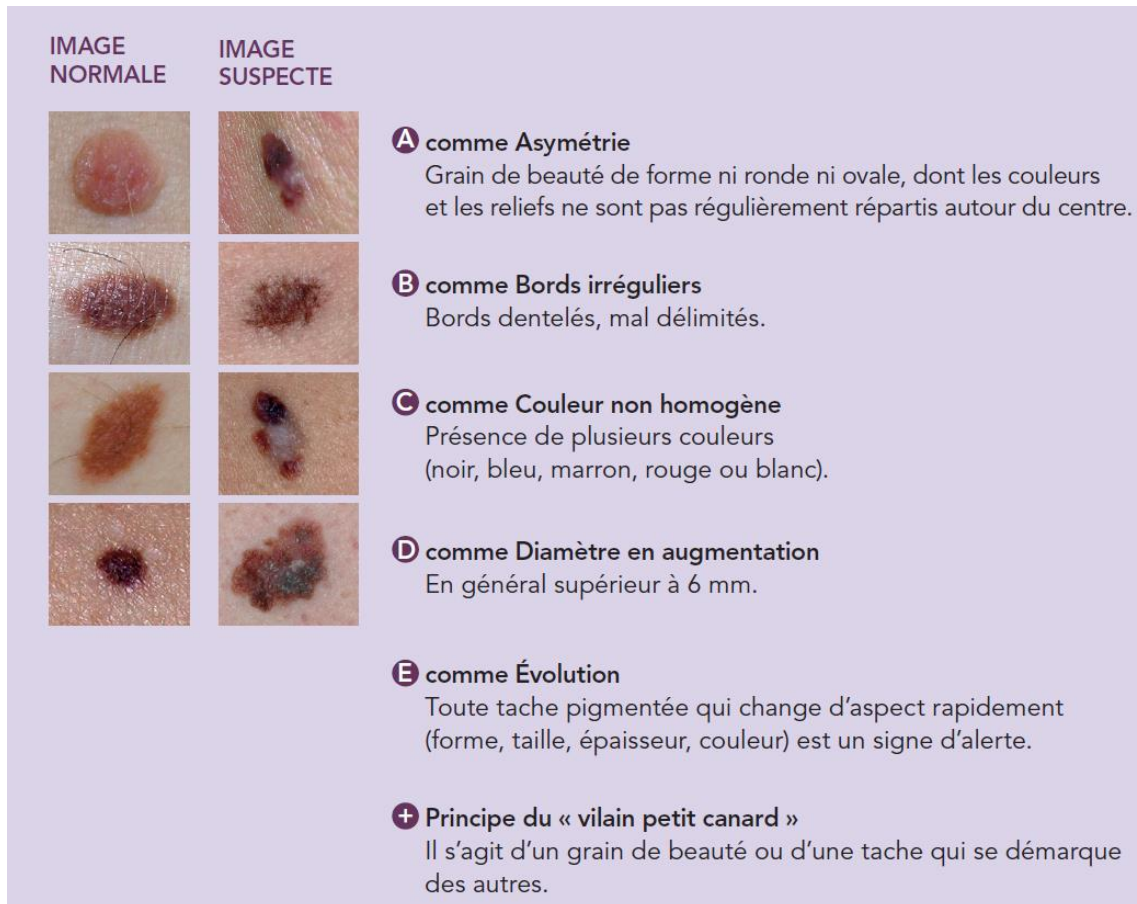 IMAGE
NORMALE
IMAGE
SUSPECTE
A comme Asymétrie
Grain de beauté de forme ni ronde ni ovale, dont les couleurs
et les reliefs ne sont pas régulièrement répartis autour du centre.
B comme Bords irréguliers
Bords dentelés, mal délimités.
C comme Couleur non homogène
Présence de plusieurs couleurs
(noir, bleu, marron, rouge ou blanc).
D comme Diamètre en augmentation
En général supérieur à 6 mm.
E comme Évolution
Toute tache pigmentée qui change d’aspect rapidement
(forme, taille, épaisseur, couleur) est un signe d’alerte.
+ Principe du « vilain petit canard »
Il s’agit d’un grain de beauté ou d’une tache qui se démarque
des autres.